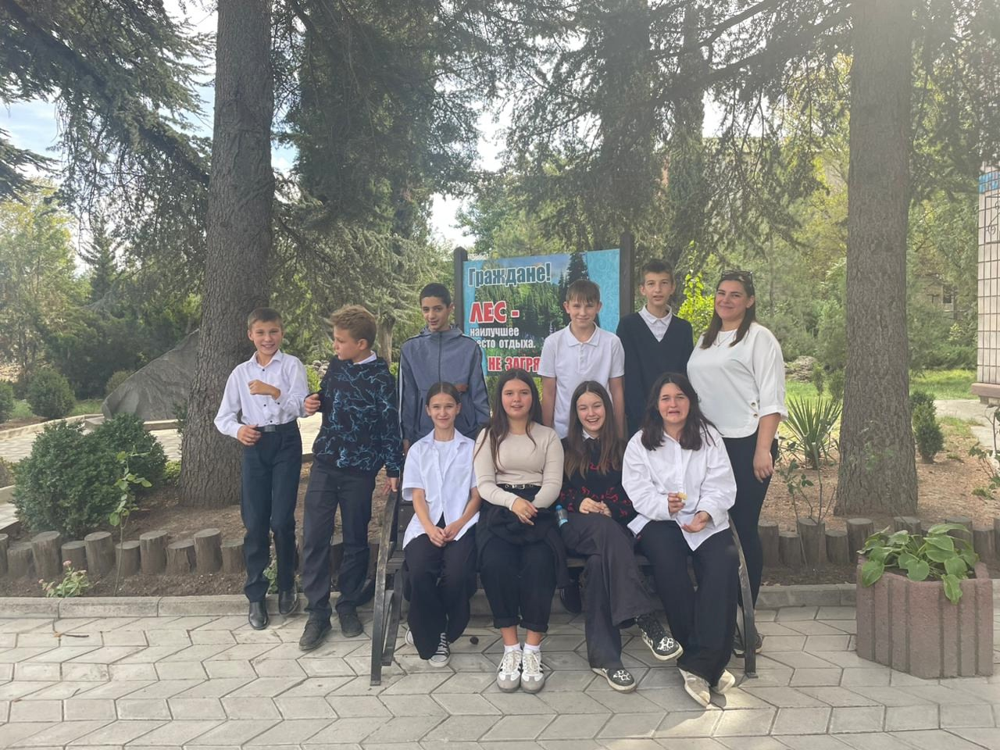 Граждане!
ЛЕС -
наилучшее
место отдыха.
НЕ ЗАГРЯ